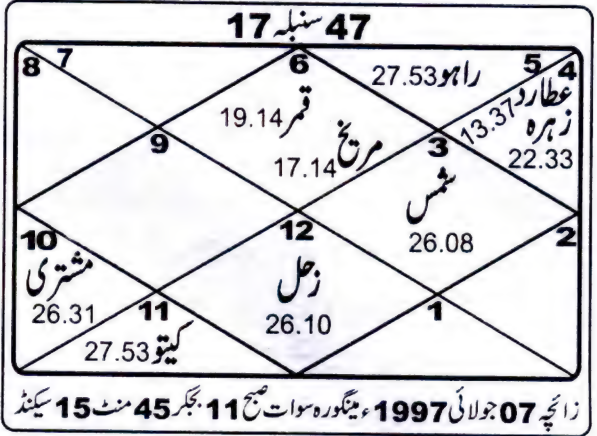 17 سنبلہ 47
8 7 6 5 4
راہو 27.53
عطارد 13.37
زہرہ 22.33
قمر 19.14
مریخ 17.14
9 3
شمس 26.08
10 12 2
مشتری 26.31
زحل 26.10
11 1
کیتو 27.53
زائچہ 07 جولائی 1997ء مینگورہ سوات صبح 11 بجکر 45 منٹ 15 سیکنڈ